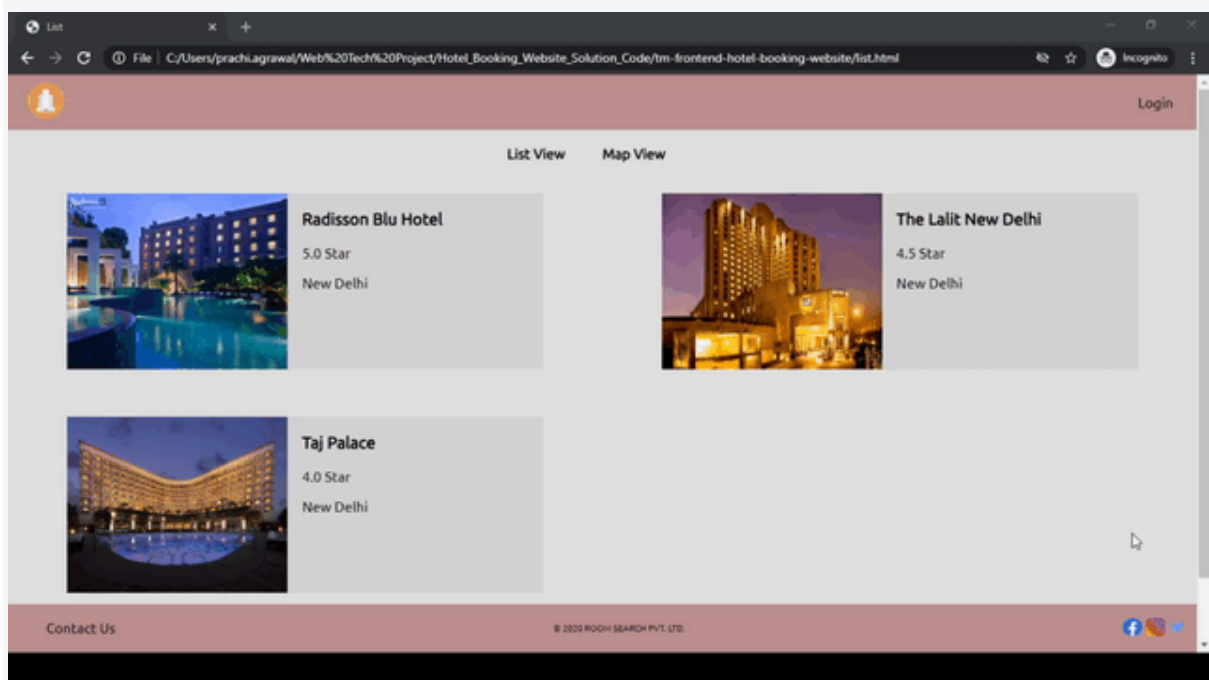 List
File C:/Users/prachi.agrawal/Web%20Tech%20Project/Hotel_Booking_Website_Solution_Code/tm-frontend-hotel-booking-website/list.html Incognito
Login
List View Map View
Radisson Blu Hotel
5.0 Star
New Delhi
The Lalit New Delhi
4.5 Star
New Delhi
Taj Palace
4.0 Star
New Delhi
Contact Us
© 2020 ROOM SEARCH PVT. LTD.